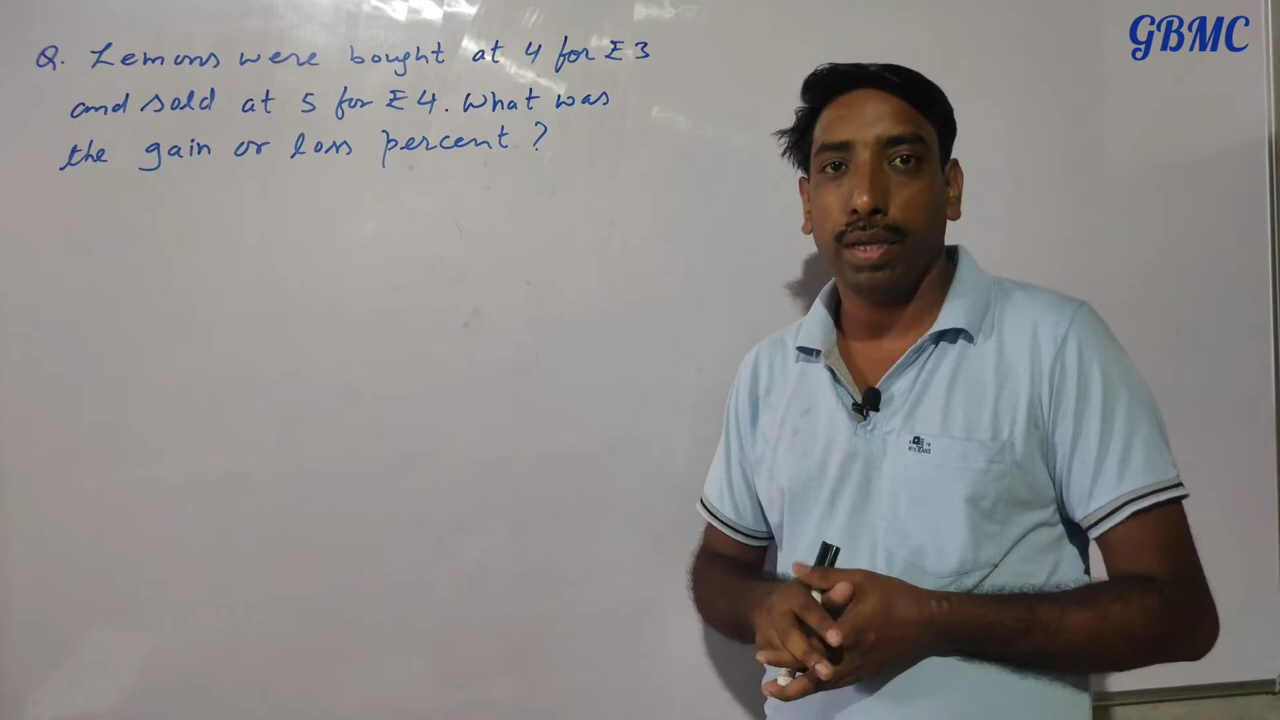 GBMC
Q. Lemons were bought at 4 for ₹3
and sold at 5 for ₹4. What was
the gain or loss percent ?